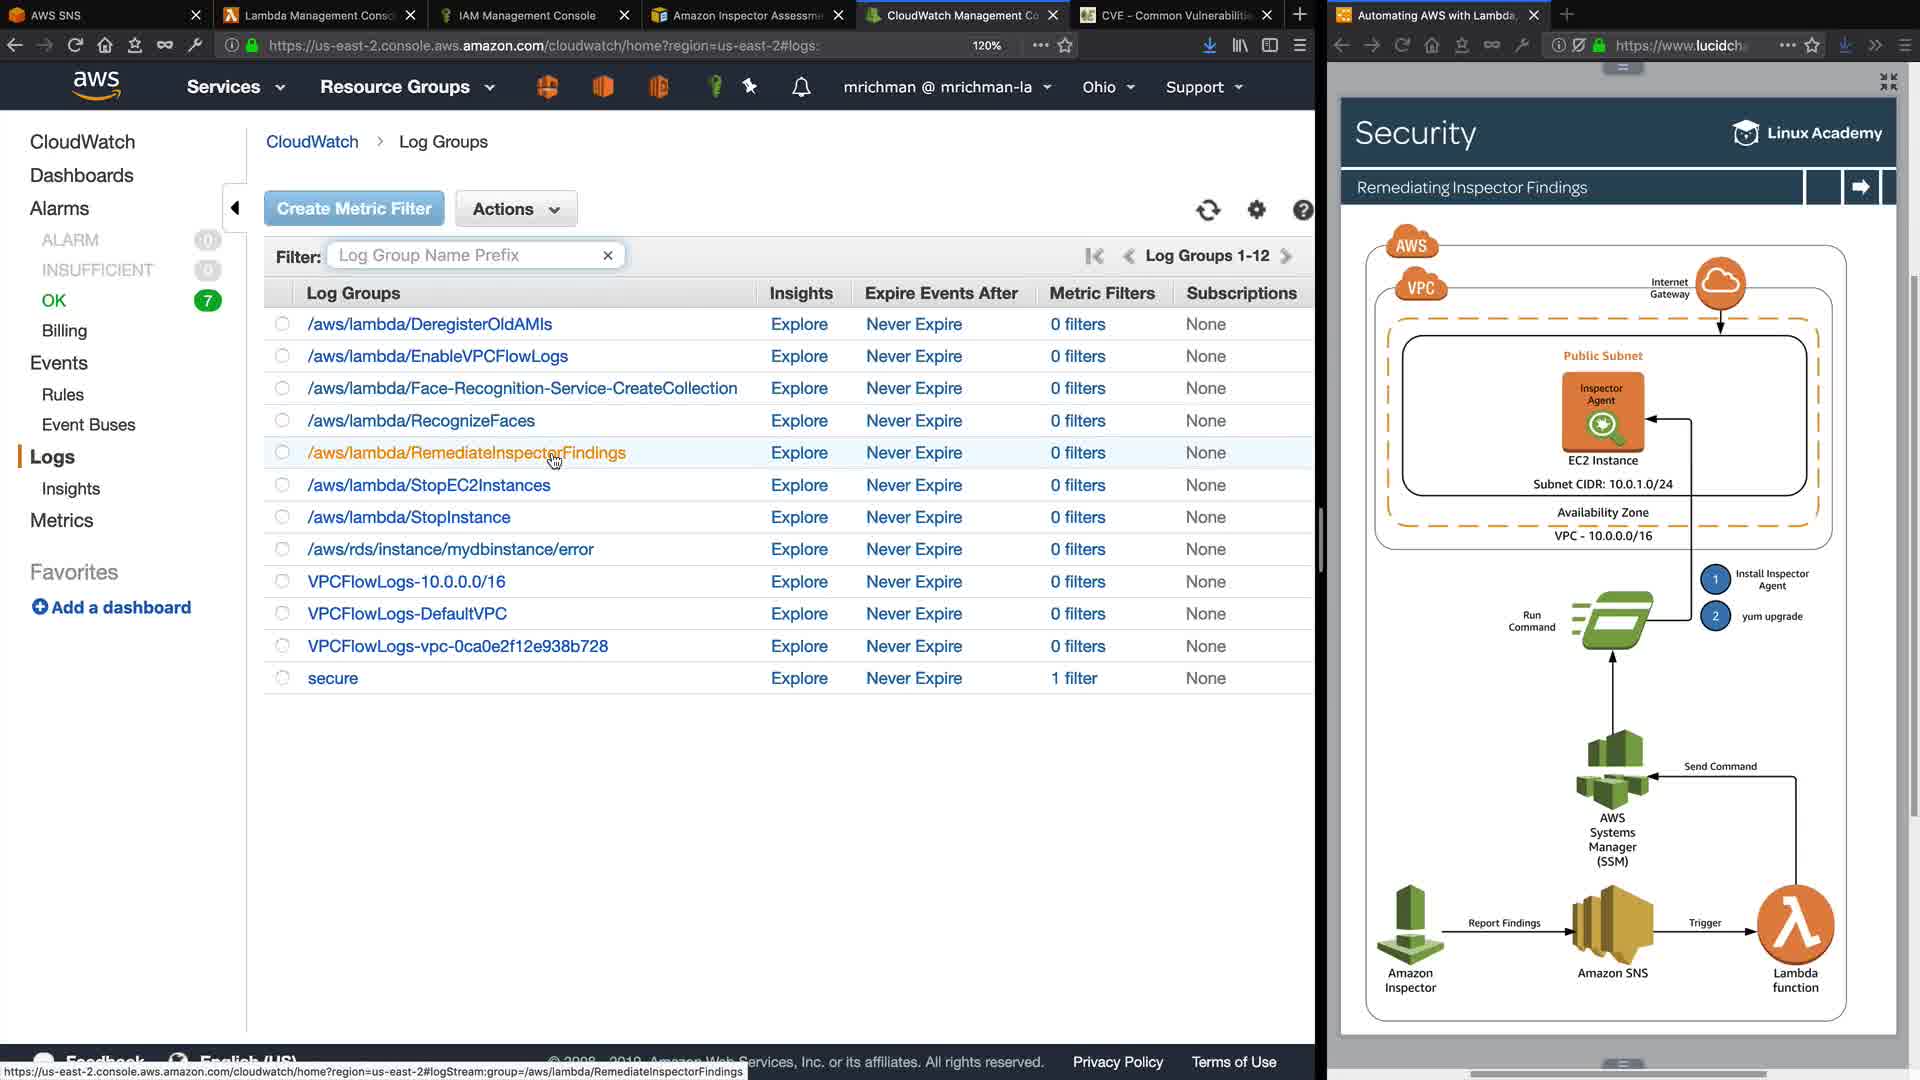 AWS SNS
Lambda Management Conso
IAM Management Console
Amazon Inspector Assessme
CloudWatch Management Co
CVE - Common Vulnerabilitie
Automating AWS with Lambda,
https://us-east-2.console.aws.amazon.com/cloudwatch/home?region=us-east-2#logs:
120%
https://www.lucidcha
aws
Services
Resource Groups
mrichman @ mrichman-la
Ohio
Support
CloudWatch
Dashboards
Alarms
ALARM
0
INSUFFICIENT
0
OK
7
Billing
Events
Rules
Event Buses
Logs
Insights
Metrics
Favorites
Add a dashboard
CloudWatch > Log Groups
Create Metric Filter
Actions
Filter:
Log Group Name Prefix
Log Groups 1-12
Log Groups Insights Expire Events After Metric Filters Subscriptions
/aws/lambda/DeregisterOldAMIs Explore Never Expire 0 filters None
/aws/lambda/EnableVPCFlowLogs Explore Never Expire 0 filters None
/aws/lambda/Face-Recognition-Service-CreateCollection Explore Never Expire 0 filters None
/aws/lambda/RecognizeFaces Explore Never Expire 0 filters None
/aws/lambda/RemediateInspectorFindings Explore Never Expire 0 filters None
/aws/lambda/StopEC2Instances Explore Never Expire 0 filters None
/aws/lambda/StopInstance Explore Never Expire 0 filters None
/aws/rds/instance/mydbinstance/error Explore Never Expire 0 filters None
VPCFlowLogs-10.0.0.0/16 Explore Never Expire 0 filters None
VPCFlowLogs-DefaultVPC Explore Never Expire 0 filters None
VPCFlowLogs-vpc-0ca0e2f12e938b728 Explore Never Expire 0 filters None
secure Explore Never Expire 1 filter None
Feedback
English (US)
© 2008 - 2019, Amazon Web Services, Inc. or its affiliates. All rights reserved.
Privacy Policy
Terms of Use
https://us-east-2.console.aws.amazon.com/cloudwatch/home?region=us-east-2#logStream:group=/aws/lambda/RemediateInspectorFindings
Security
Linux Academy
Remediating Inspector Findings
AWS
VPC
Internet
Gateway
Public Subnet
Inspector
Agent
EC2 Instance
Subnet CIDR: 10.0.1.0/24
Availability Zone
VPC - 10.0.0.0/16
1
Install Inspector
Agent
2
yum upgrade
Run
Command
AWS
Systems
Manager
(SSM)
Send Command
Report Findings
Trigger
Amazon
Inspector
Amazon SNS
Lambda
function